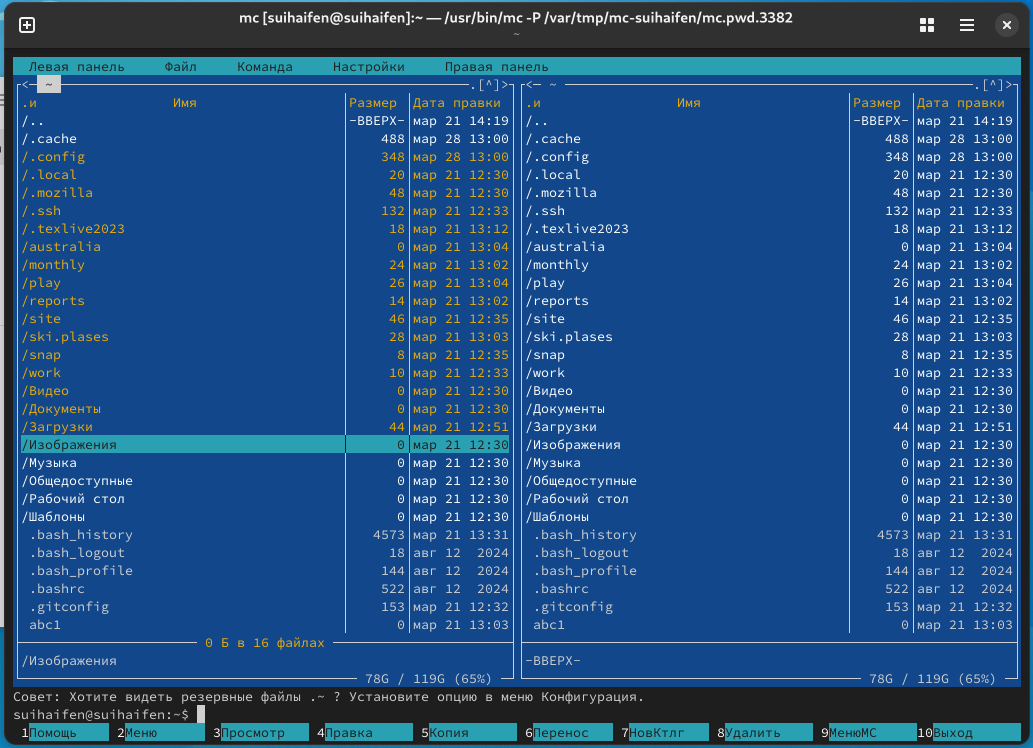 mc [suihaifen@suihaifen]:~ — /usr/bin/mc -P /var/tmp/mc-suihaifen/mc.pwd.3382
~
Левая панель Файл Команда Настройки Правая панель
<─ ~ ─.[^]> <─ ~ ─.[^]>
.и Имя Размер Дата правки .и Имя Размер Дата правки
/.. -ВВЕРХ- мар 21 14:19 /.. -ВВЕРХ- мар 21 14:19
/.cache 488 мар 28 13:00 /.cache 488 мар 28 13:00
/.config 348 мар 28 13:00 /.config 348 мар 28 13:00
/.local 20 мар 21 12:30 /.local 20 мар 21 12:30
/.mozilla 48 мар 21 12:30 /.mozilla 48 мар 21 12:30
/.ssh 132 мар 21 12:33 /.ssh 132 мар 21 12:33
/.texlive2023 18 мар 21 13:12 /.texlive2023 18 мар 21 13:12
/australia 0 мар 21 13:04 /australia 0 мар 21 13:04
/monthly 24 мар 21 13:02 /monthly 24 мар 21 13:02
/play 26 мар 21 13:04 /play 26 мар 21 13:04
/reports 14 мар 21 13:02 /reports 14 мар 21 13:02
/site 46 мар 21 12:35 /site 46 мар 21 12:35
/ski.plases 28 мар 21 13:03 /ski.plases 28 мар 21 13:03
/snap 8 мар 21 12:35 /snap 8 мар 21 12:35
/work 10 мар 21 12:33 /work 10 мар 21 12:33
/Видео 0 мар 21 12:30 /Видео 0 мар 21 12:30
/Документы 0 мар 21 12:30 /Документы 0 мар 21 12:30
/Загрузки 44 мар 21 12:51 /Загрузки 44 мар 21 12:51
/Изображения 0 мар 21 12:30 /Изображения 0 мар 21 12:30
/Музыка 0 мар 21 12:30 /Музыка 0 мар 21 12:30
/Общедоступные 0 мар 21 12:30 /Общедоступные 0 мар 21 12:30
/Рабочий стол 0 мар 21 12:30 /Рабочий стол 0 мар 21 12:30
/Шаблоны 0 мар 21 12:30 /Шаблоны 0 мар 21 12:30
.bash_history 4573 мар 21 13:31 .bash_history 4573 мар 21 13:31
.bash_logout 18 авг 12 2024 .bash_logout 18 авг 12 2024
.bash_profile 144 авг 12 2024 .bash_profile 144 авг 12 2024
.bashrc 522 авг 12 2024 .bashrc 522 авг 12 2024
.gitconfig 153 мар 21 12:32 .gitconfig 153 мар 21 12:32
abc1 0 мар 21 13:03 abc1 0 мар 21 13:03
0 Б в 16 файлах
/Изображения -ВВЕРХ-
78G / 119G (65%) 78G / 119G (65%)
Совет: Хотите видеть резервные файлы .~ ? Установите опцию в меню Конфигурация.
suihaifen@suihaifen:~$
1Помощь 2Меню 3Просмотр 4Правка 5Копия 6Перенос 7НовКтлг 8Удалить 9МенюMC 10Выход